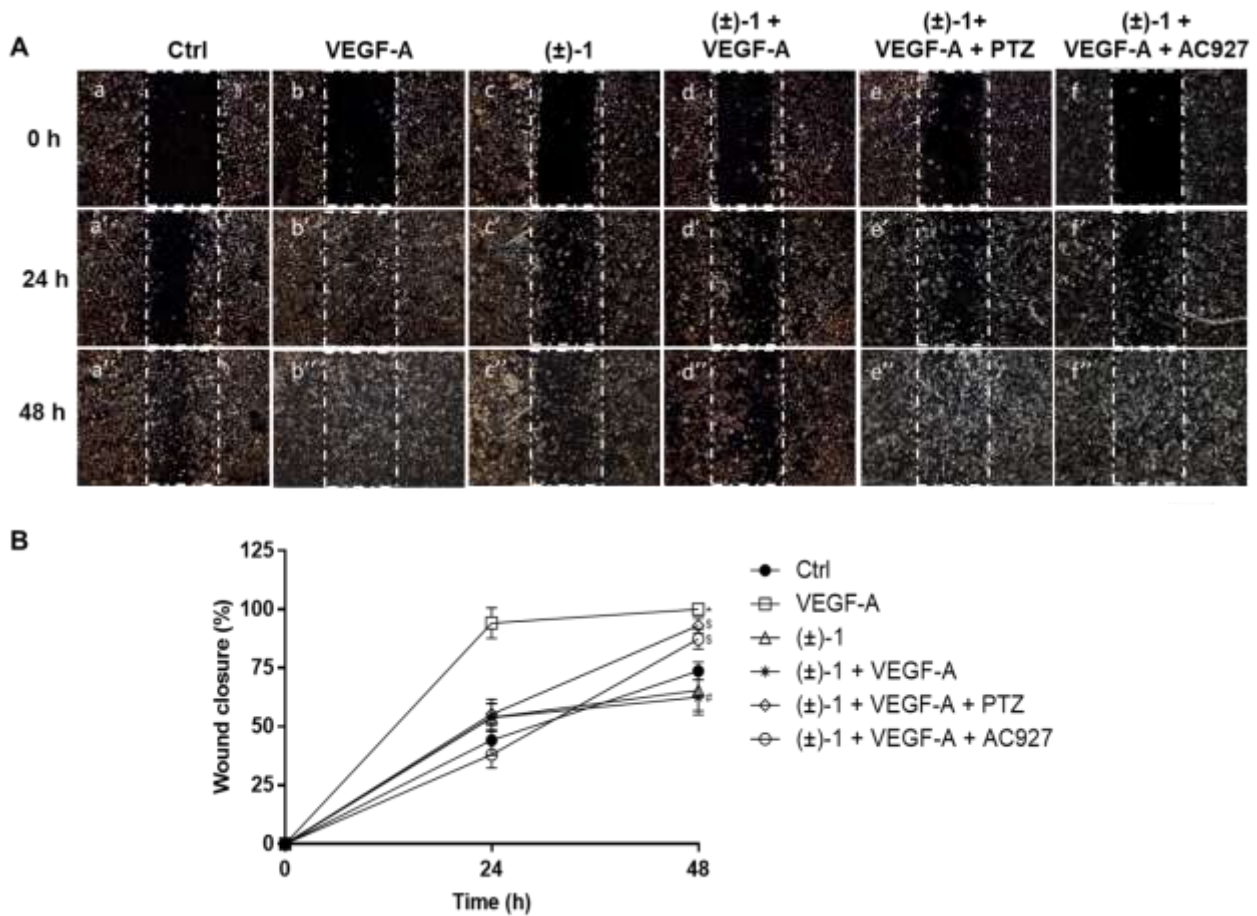 A
Ctrl
VEGF-A
(±)-1
(±)-1 +
VEGF-A
(±)-1+
VEGF-A + PTZ
(±)-1 +
VEGF-A + AC927
0 h
a
b
c
d
e
f
24 h
a'
b'
c'
d'
e'
f'
48 h
a''
b''
c''
d''
e''
f''
B
Wound closure (%)
125
100
75
50
25
0
0
24
48
Time (h)
*
$
$
#
Ctrl
VEGF-A
(±)-1
(±)-1 + VEGF-A
(±)-1 + VEGF-A + PTZ
(±)-1 + VEGF-A + AC927